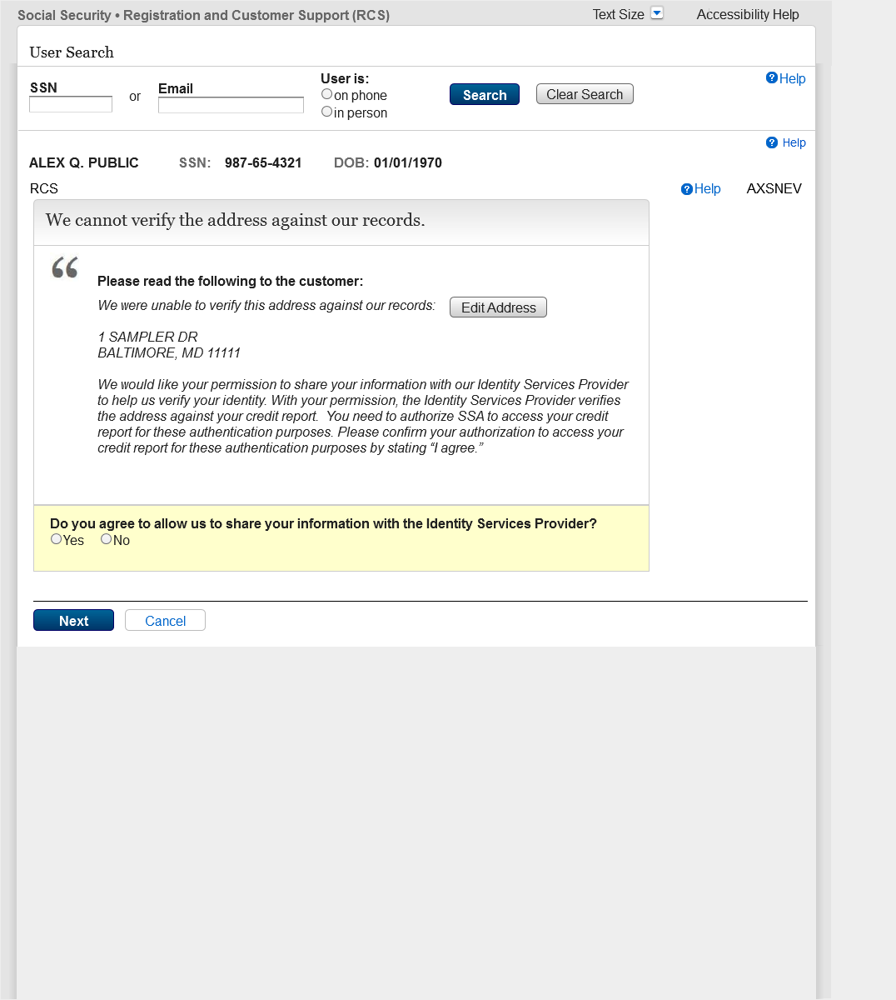 Social Security • Registration and Customer Support (RCS)
Text Size
Accessibility Help
User Search
SSN
or
Email
User is:
on phone
in person
Search
Clear Search
Help
Help
ALEX Q. PUBLIC SSN: 987-65-4321 DOB: 01/01/1970
RCS
Help
AXSNEV
We cannot verify the address against our records.
“
Please read the following to the customer:
We were unable to verify this address against our records:
Edit Address
1 SAMPLER DR
BALTIMORE, MD 11111
We would like your permission to share your information with our Identity Services Provider
to help us verify your identity. With your permission, the Identity Services Provider verifies
the address against your credit report. You need to authorize SSA to access your credit
report for these authentication purposes. Please confirm your authorization to access your
credit report for these authentication purposes by stating “I agree.”
Do you agree to allow us to share your information with the Identity Services Provider?
Yes No
Next Cancel